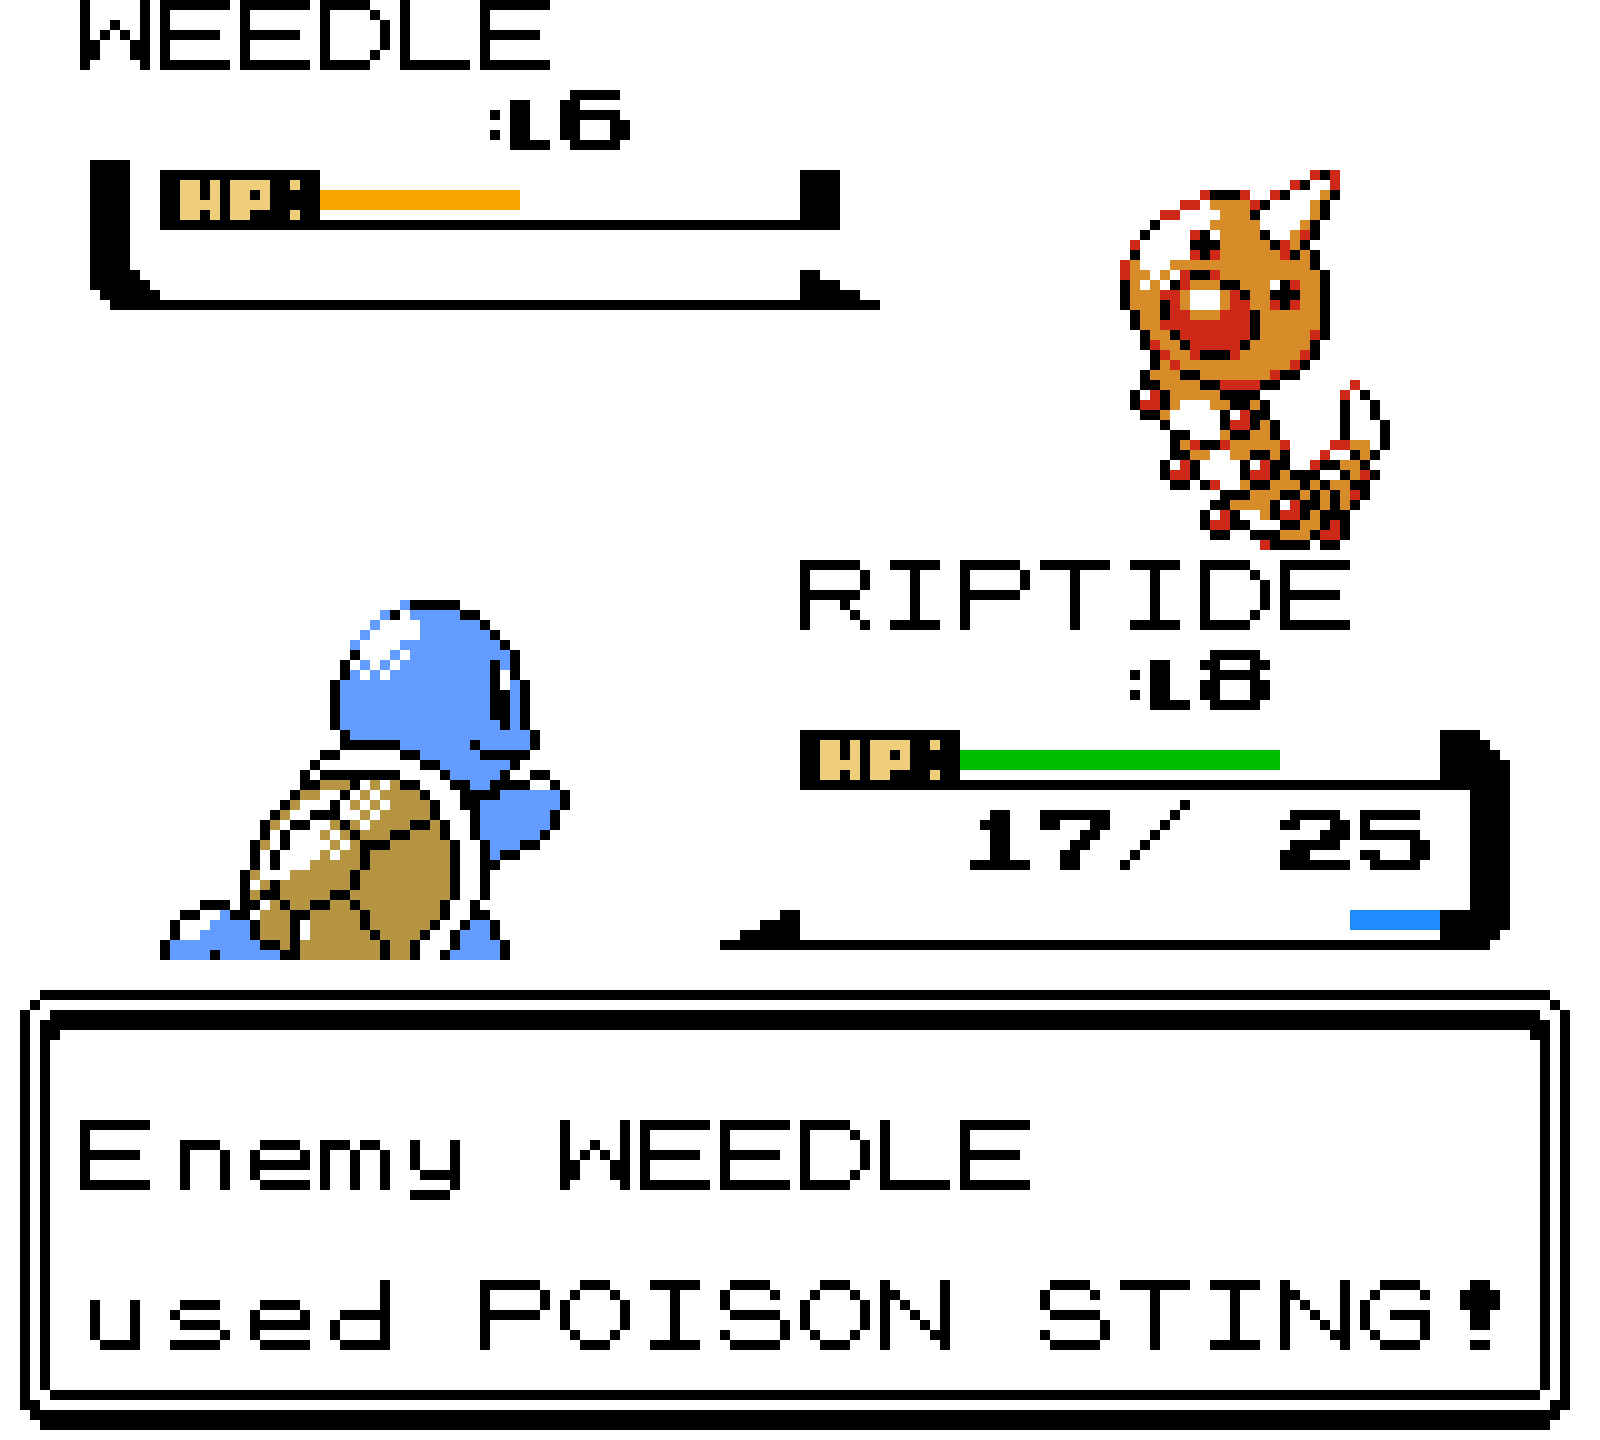 WEEDLE
:L6
HP:
RIPTIDE
:L8
HP:
17/ 25
Enemy WEEDLE
used POISON STING!